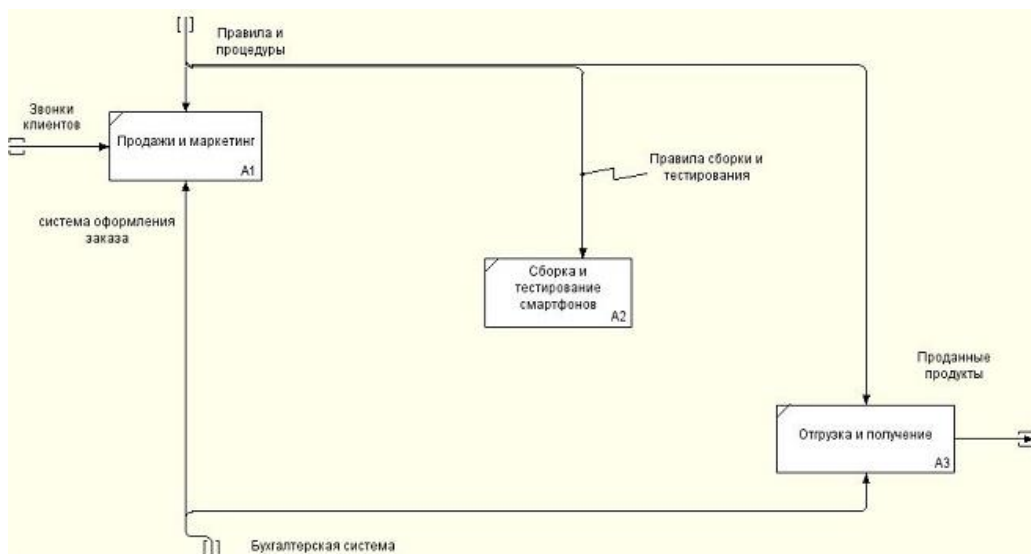 Правила и
процедуры
Звонки
клиентов
Продажи и маркетинг
A1
Правила сборки и
тестирования
система оформления
заказа
Сборка и
тестирование
смартфонов
A2
Проданные
продукты
Отгрузка и получение
A3
Бухгалтерская система